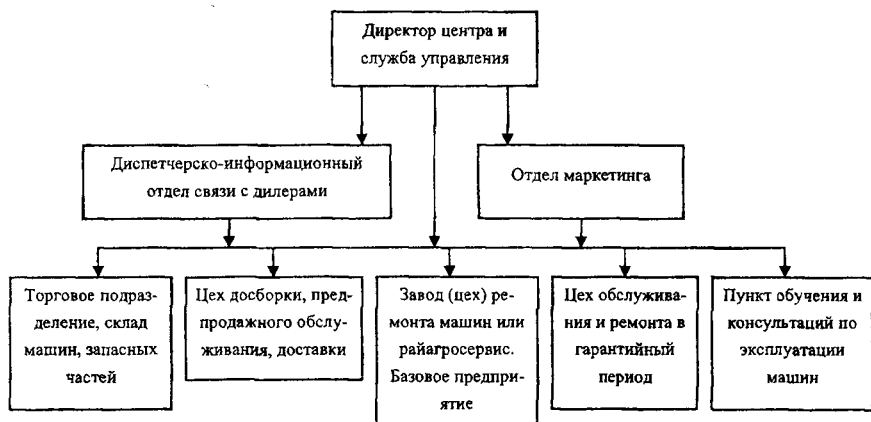 Директор центра и
служба управления
Диспетчерско-информационный
отдел связи с дилерами
Отдел маркетинга
Торговое подраз-
деление, склад
машин, запасных
частей
Цех досборки, пред-
продажного обслу-
живания, доставки
Завод (цех) ре-
монта машин или
райагросервис.
Базовое предприя-
тие
Цех обслужива-
ния и ремонта в
гарантийный
период
Пункт обучения и
консультаций по
эксплуатации
машин